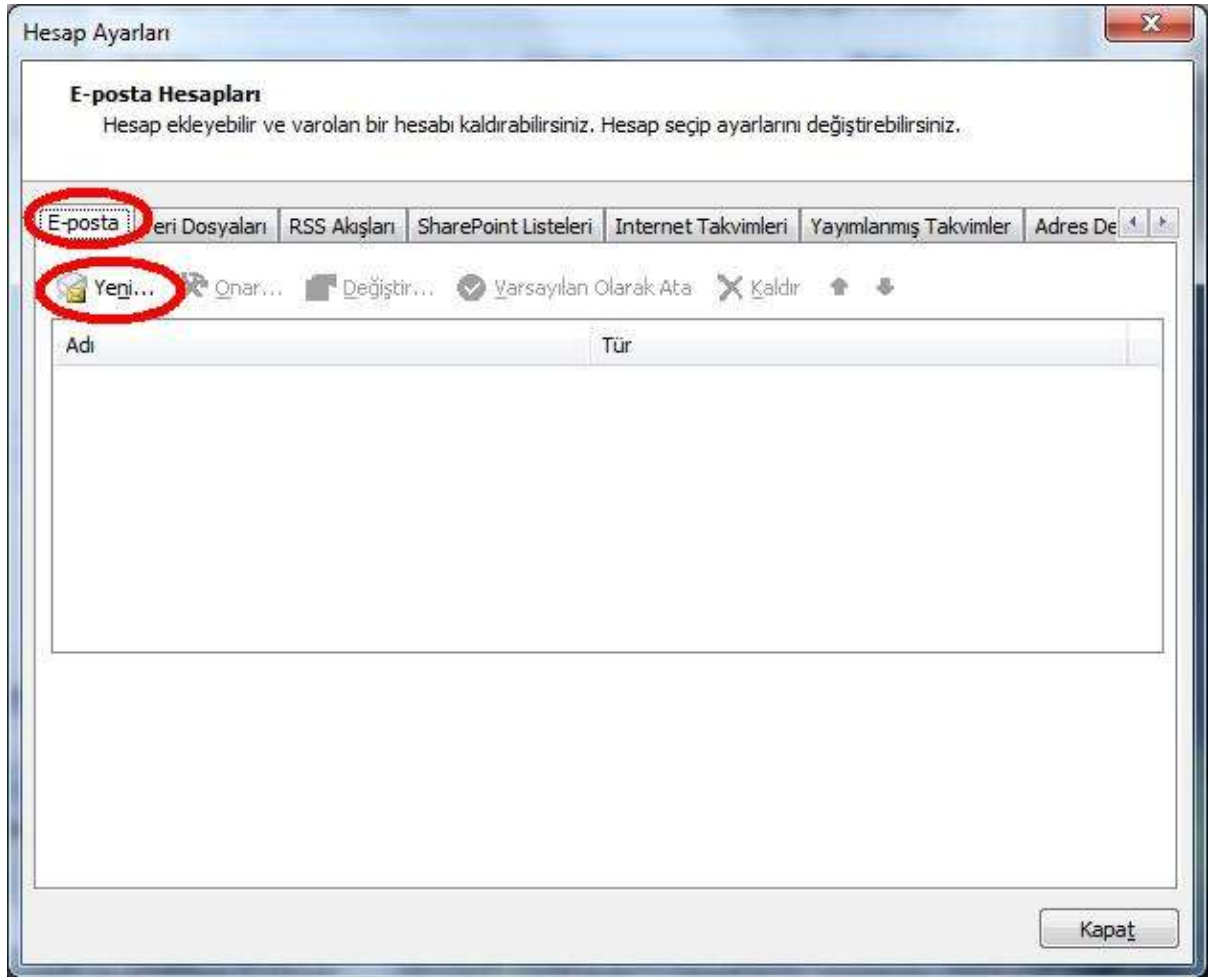 Hesap Ayarları
E-posta Hesapları
Hesap ekleyebilir ve varolan bir hesabı kaldırabilirsiniz. Hesap seçip ayarlarını değiştirebilirsiniz.
E-posta eri Dosyaları RSS Akışları SharePoint Listeleri Internet Takvimleri Yayımlanmış Takvimler Adres De
Yeni... Onar... Değiştir... Varsayılan Olarak Ata Kaldır
Adı Tür
Kapat